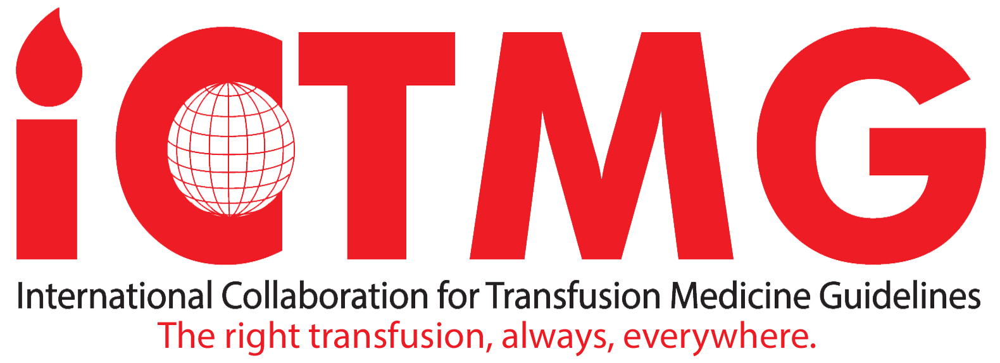 iCTMG
International Collaboration for Transfusion Medicine Guidelines
The right transfusion, always, everywhere.